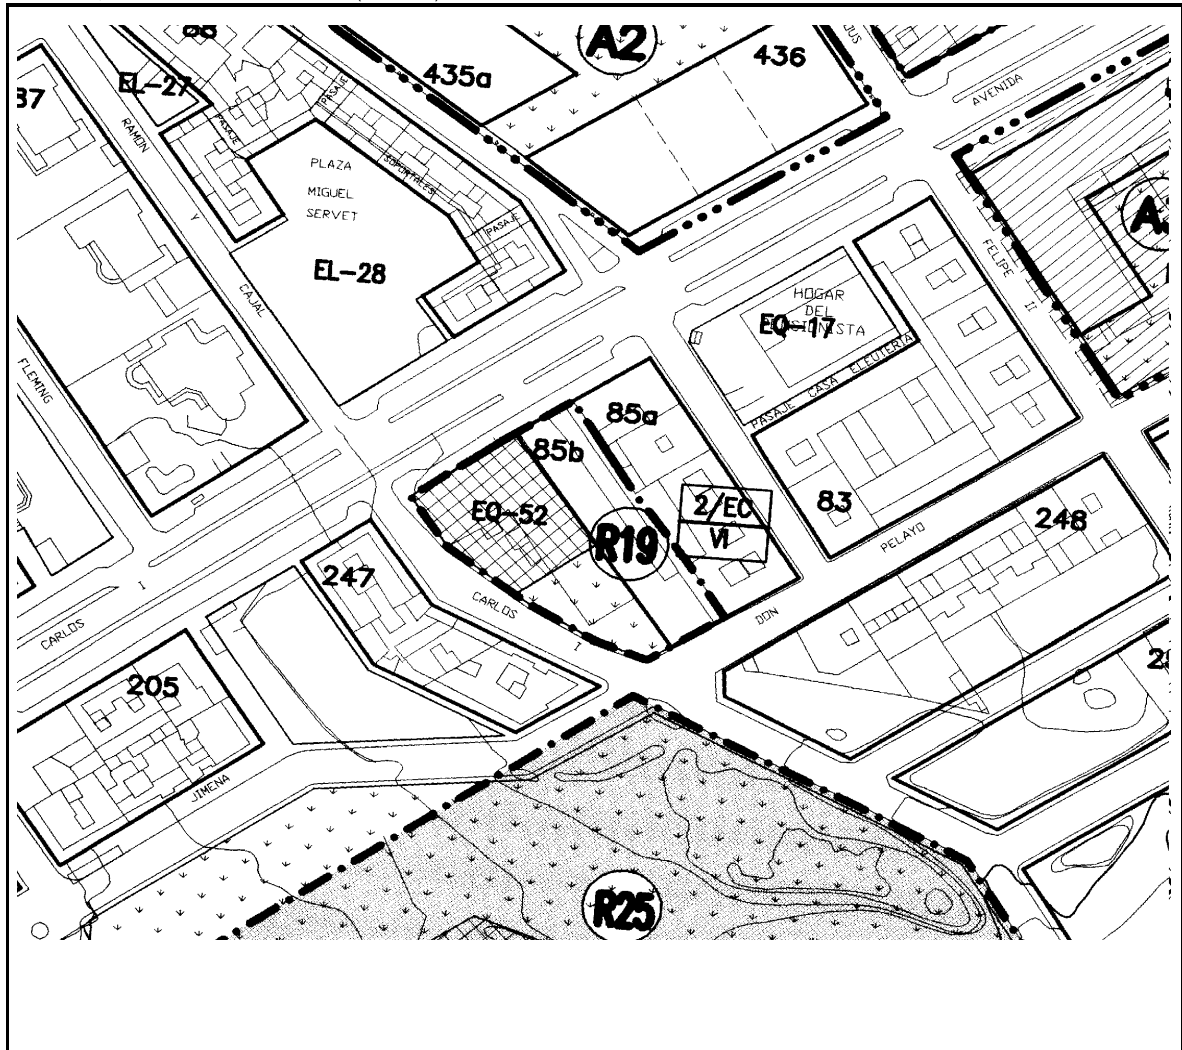 88
A2
435a
436
AVENIDA
EL-27
87
RAMON
Y
CAJAL
PASAJE
PASAJE
PLAZA
MIGUEL
SERVET
SOPORTALES
PASAJE
EL-28
FELIPE
II
HOGAR
DEL
PENSIONISTA
EQ-17
PASAJE CASA ELEUTERIA
FLEMING
85a
85b
EQ-52
R19
2/EC
VI
83
PELAYO
248
247
CARLOS
I
CARLOS
I
DON
205
JIMENA
R25